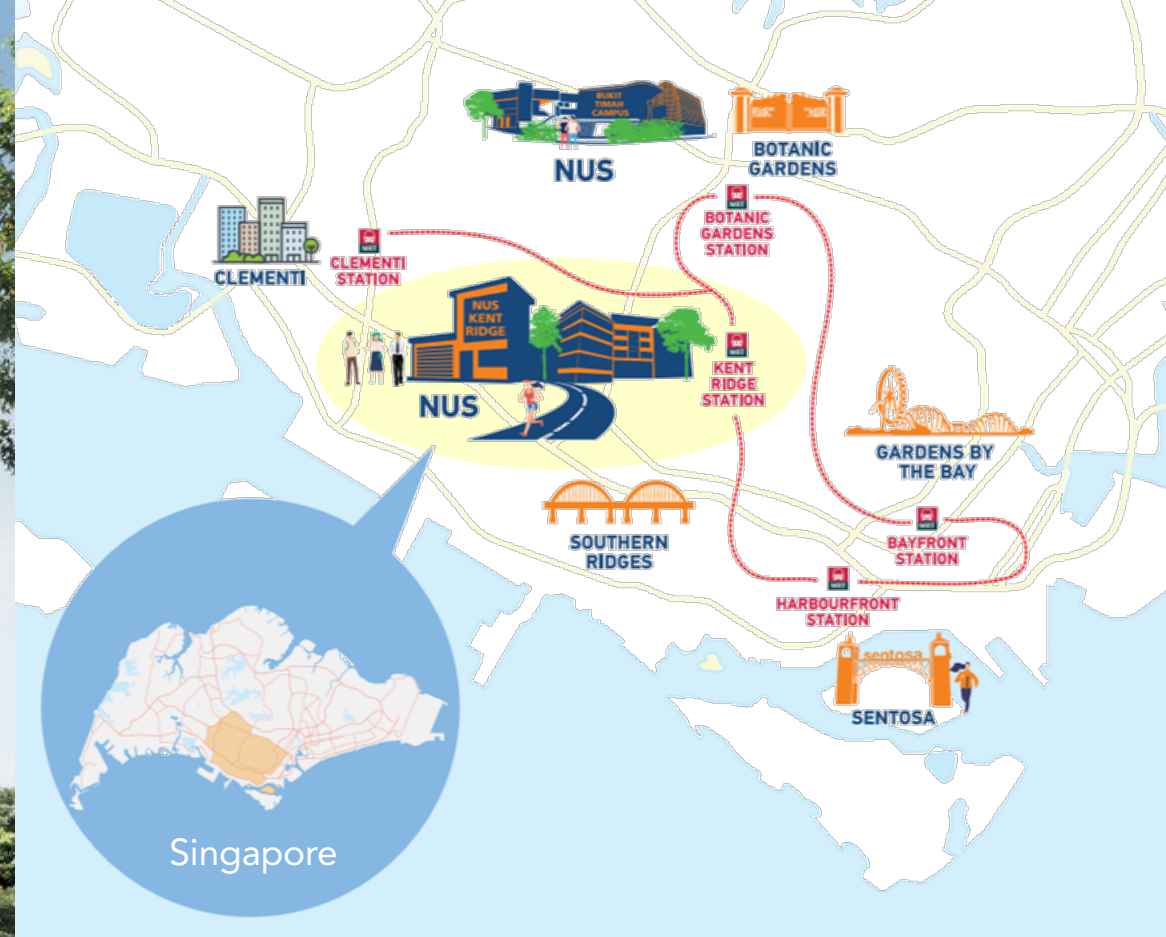 BUKIT
TIMAH
CAMPUS
NUS
BOTANIC
GARDENS
BOTANIC
GARDENS
STATION
CLEMENTI
CLEMENTI
STATION
NUS
KENT
RIDGE
NUS
KENT
RIDGE
STATION
GARDENS BY
THE BAY
SOUTHERN
RIDGES
BAYFRONT
STATION
HARBOURFRONT
STATION
sentosa
SENTOSA
Singapore